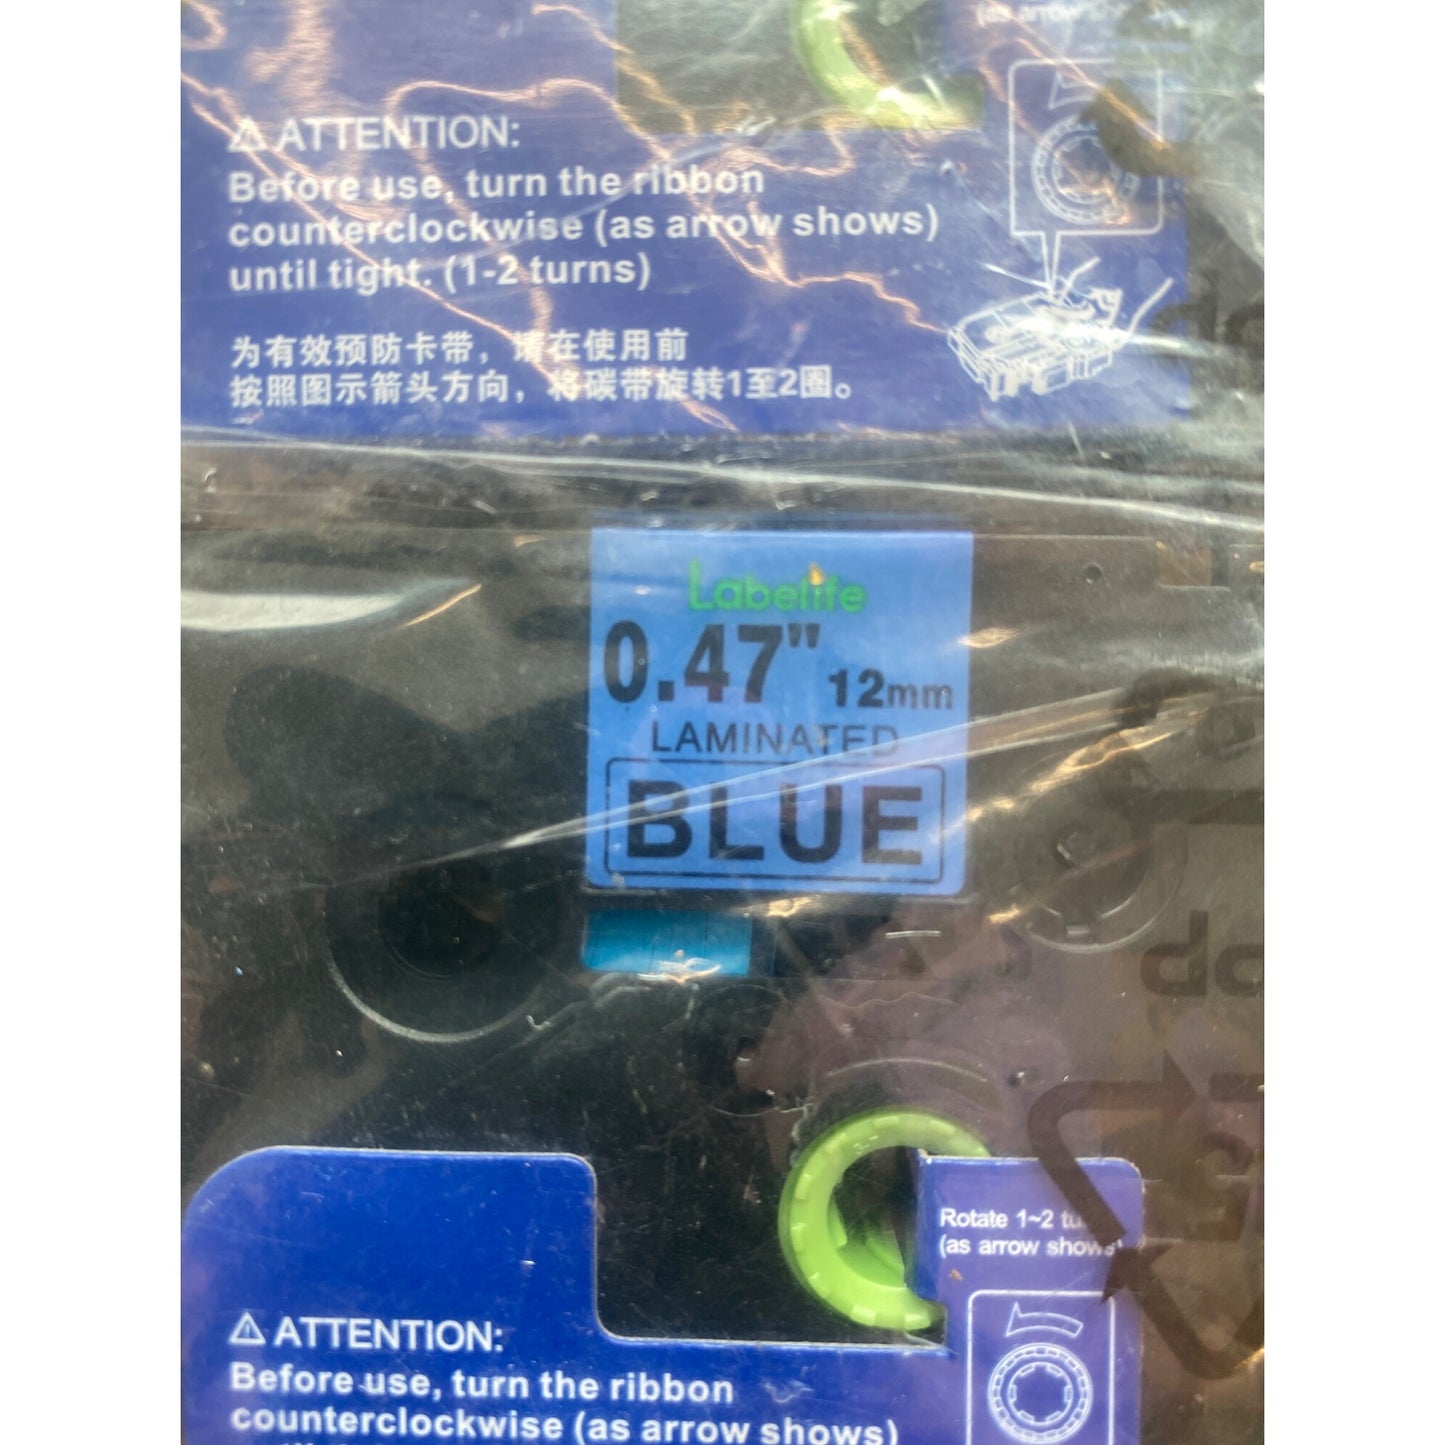 (as arrow
⚠ ATTENTION:
Before use, turn the ribbon
counterclockwise (as arrow shows)
until tight. (1-2 turns)
为有效预防卡带，请在使用前
按照图示箭头方向，将碳带旋转1至2圈。
Labelife
0.47" 12mm
LAMINATED
BLUE
Rotate 1~2
(as arrow shows)
⚠ ATTENTION:
Before use, turn the ribbon
counterclockwise (as arrow shows)